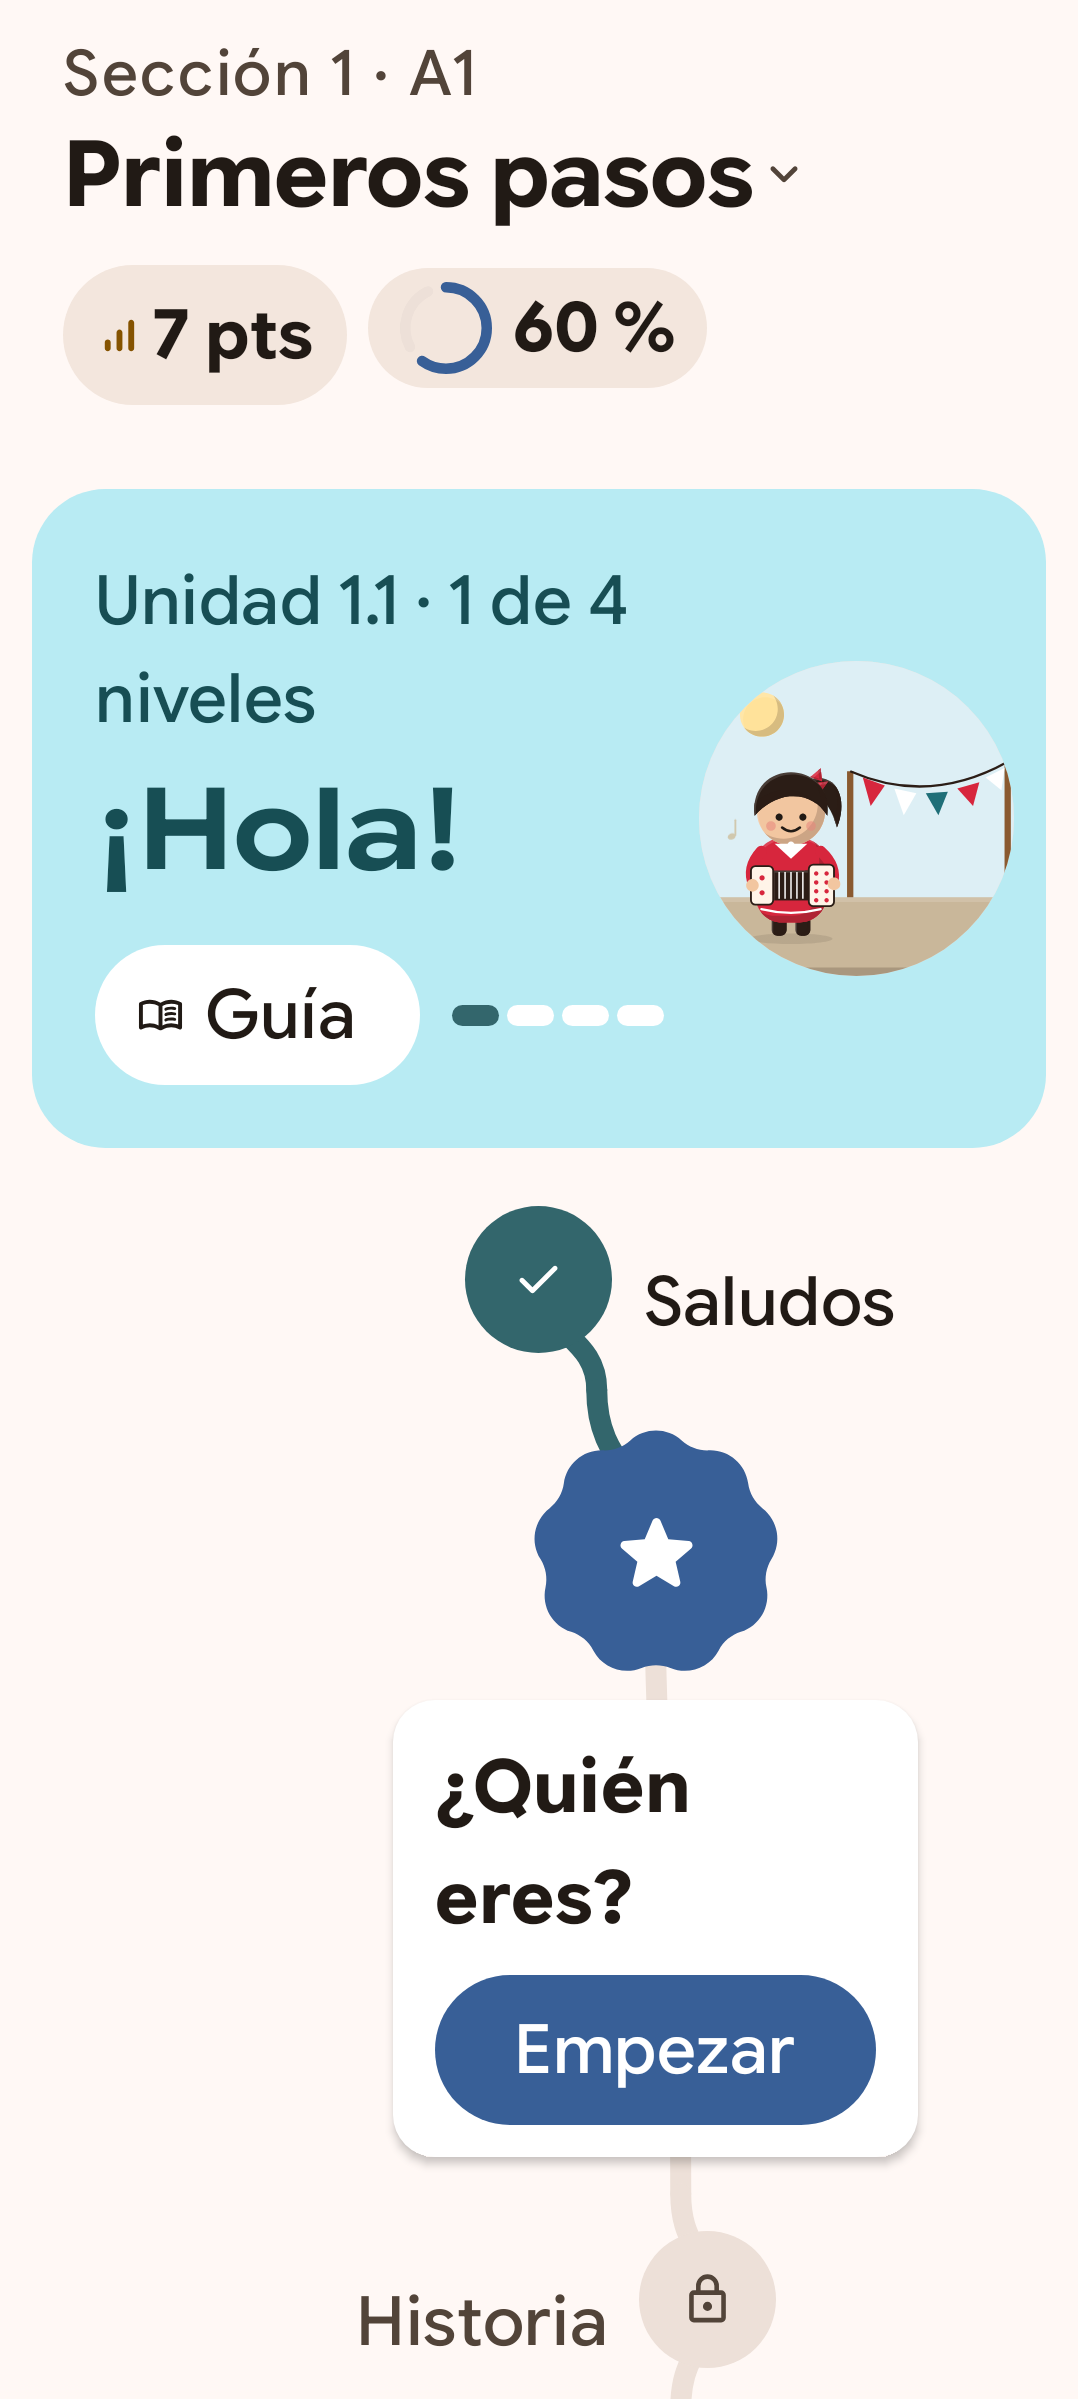 Sección 1 · A1
Primeros pasos
7 pts
60 %
Unidad 1.1 · 1 de 4
niveles
¡Hola!
Guía
Saludos
¿Quién
eres?
Empezar
Historia